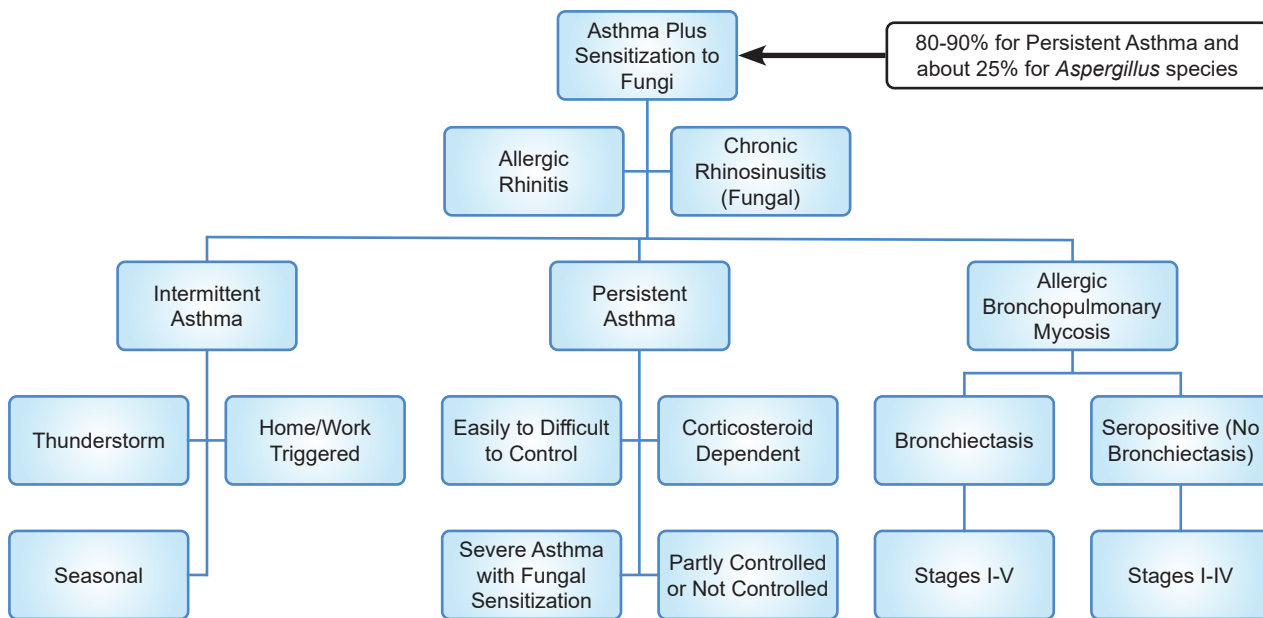 Asthma Plus
Sensitization to
Fungi
80-90% for Persistent Asthma and
about 25% for Aspergillus species
Allergic
Rhinitis
Chronic
Rhinosinusitis
(Fungal)
Intermittent
Asthma
Persistent
Asthma
Allergic
Bronchopulmonary
Mycosis
Thunderstorm
Home/Work
Triggered
Easily to Difficult
to Control
Corticosteroid
Dependent
Bronchiectasis
Seropositive (No
Bronchiectasis)
Seasonal
Severe Asthma
with Fungal
Sensitization
Partly Controlled
or Not Controlled
Stages I-V
Stages I-IV